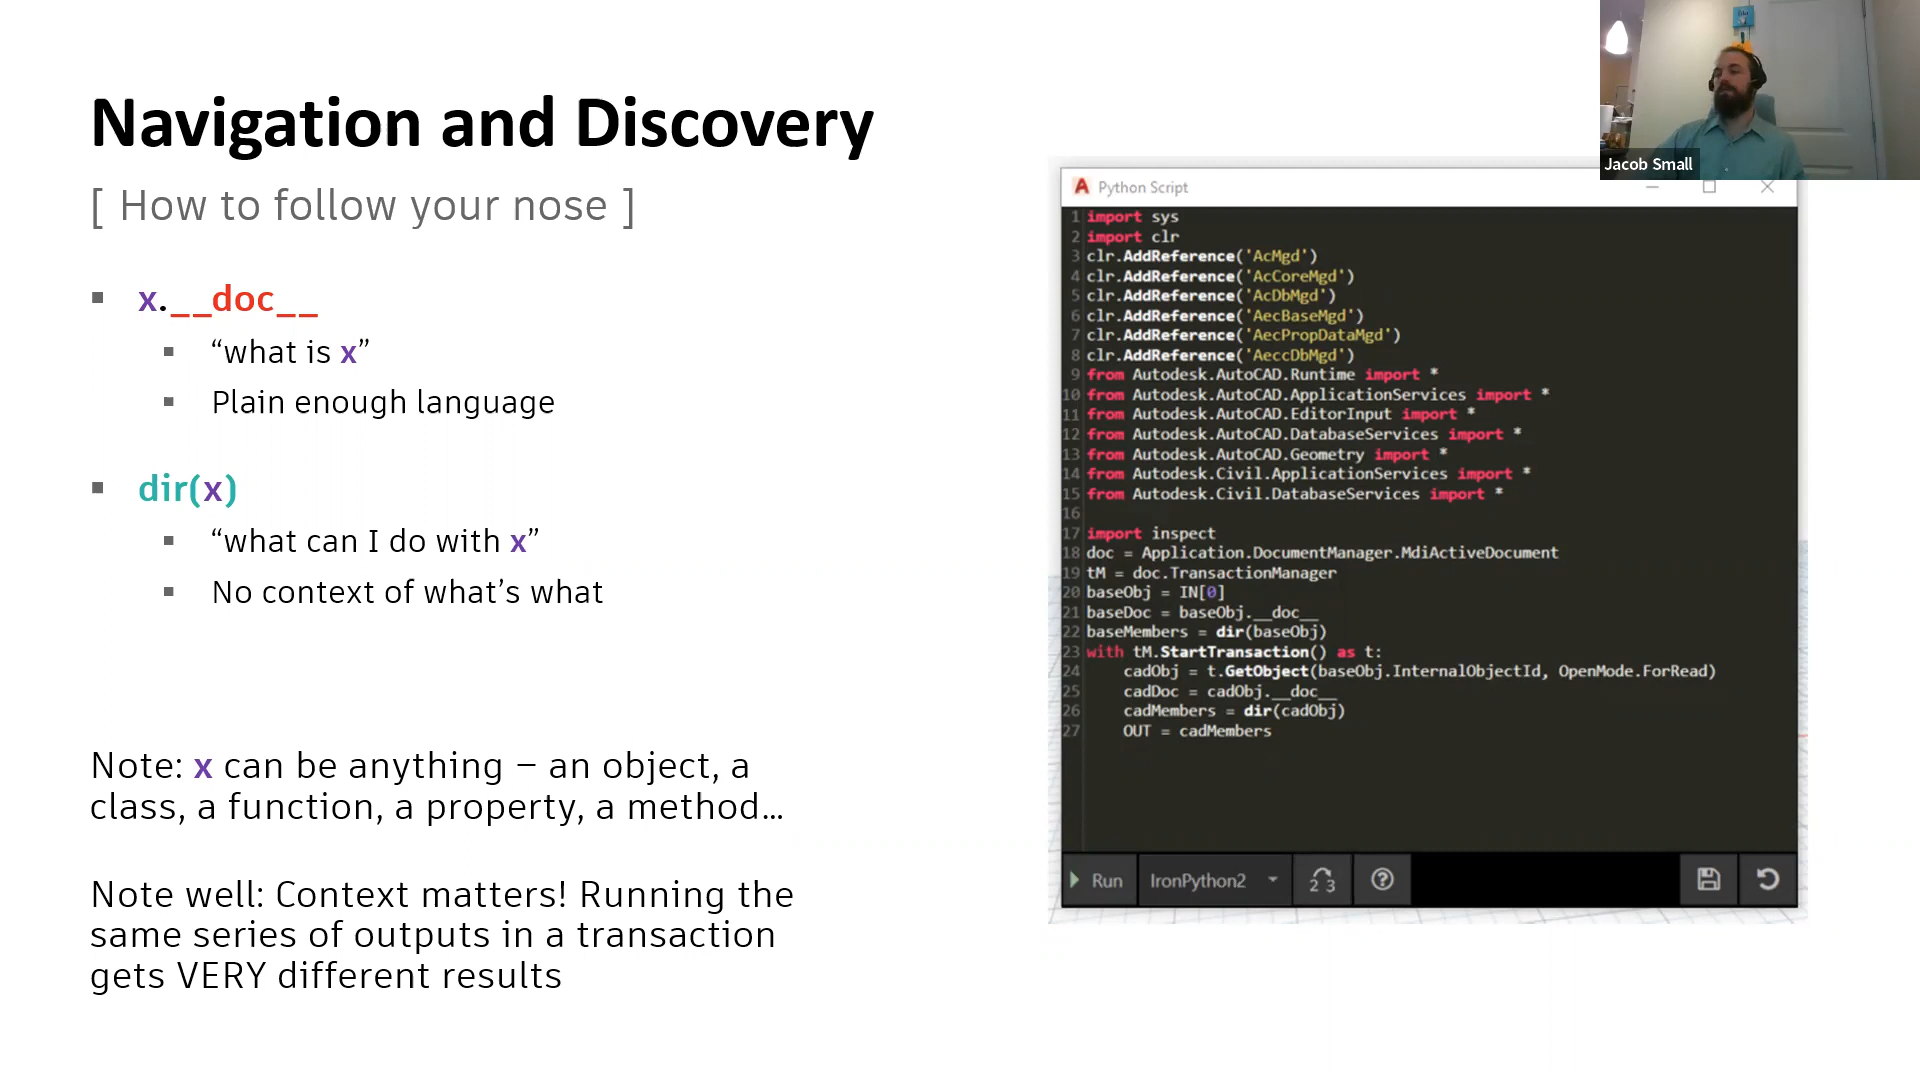 Navigation and Discovery
[ How to follow your nose ]
▪ x.__doc__
▪ “what is x”
▪ Plain enough language
▪ dir(x)
▪ “what can I do with x”
▪ No context of what’s what
Note: x can be anything – an object, a
class, a function, a property, a method…
Note well: Context matters! Running the
same series of outputs in a transaction
gets VERY different results
Jacob Small
Python Script
1 import sys
2 import clr
3 clr.AddReference('AcMgd')
4 clr.AddReference('AcCoreMgd')
5 clr.AddReference('AcDbMgd')
6 clr.AddReference('AecBaseMgd')
7 clr.AddReference('AecPropDataMgd')
8 clr.AddReference('AeccDbMgd')
9 from Autodesk.AutoCAD.Runtime import *
10 from Autodesk.AutoCAD.ApplicationServices import *
11 from Autodesk.AutoCAD.EditorInput import *
12 from Autodesk.AutoCAD.DatabaseServices import *
13 from Autodesk.AutoCAD.Geometry import *
14 from Autodesk.Civil.ApplicationServices import *
15 from Autodesk.Civil.DatabaseServices import *
16
17 import inspect
18 doc = Application.DocumentManager.MdiActiveDocument
19 tM = doc.TransactionManager
20 baseObj = IN[0]
21 baseDoc = baseObj.__doc__
22 baseMembers = dir(baseObj)
23 with tM.StartTransaction() as t:
24 cadObj = t.GetObject(baseObj.InternalObjectId, OpenMode.ForRead)
25 cadDoc = cadObj.__doc__
26 cadMembers = dir(cadObj)
27 OUT = cadMembers
Run IronPython2 2 3 ?